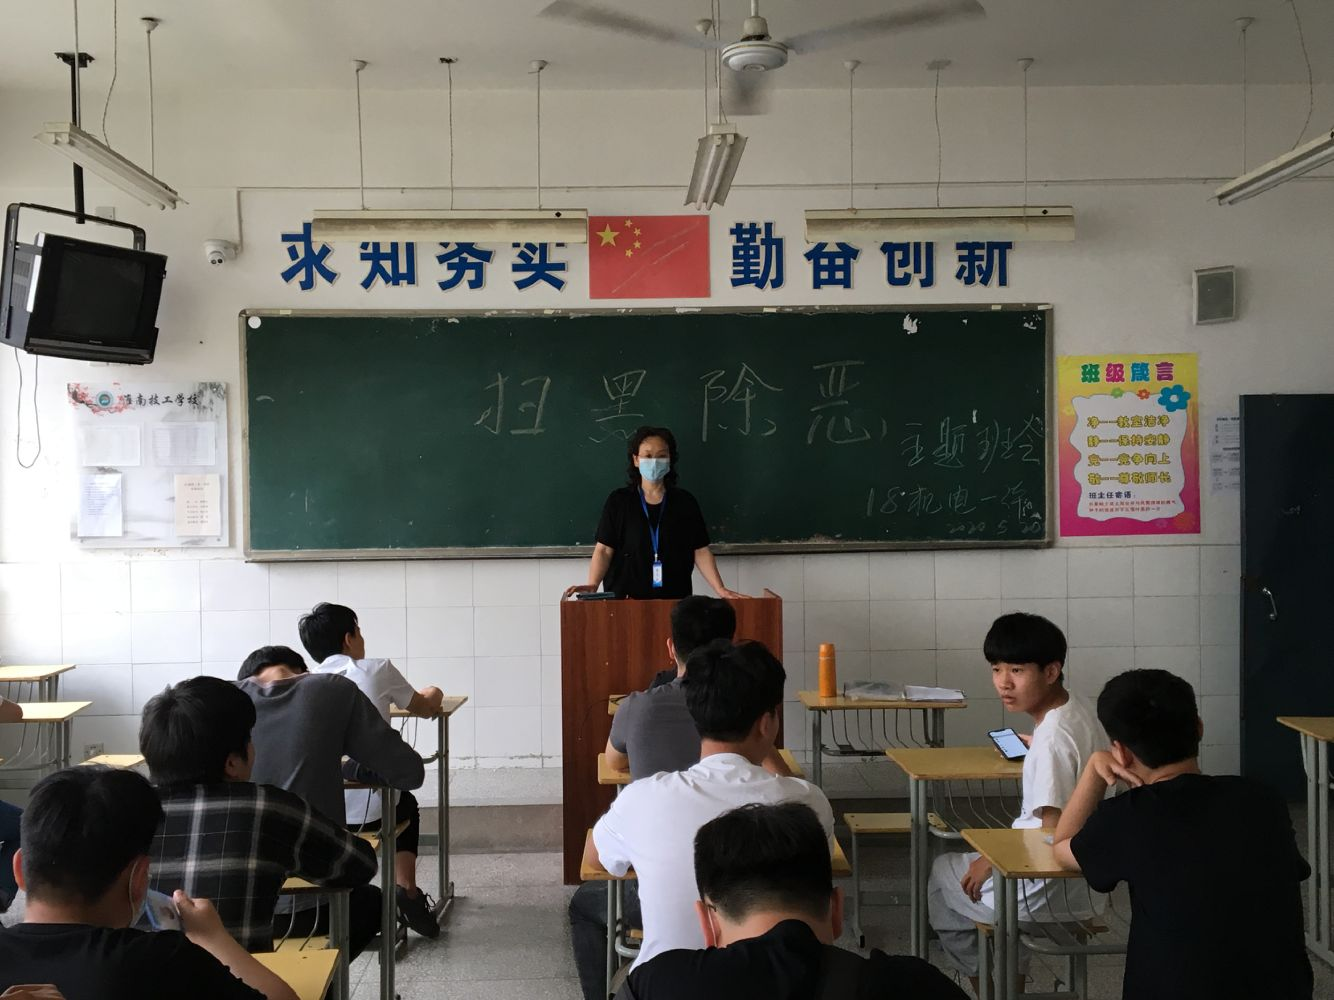 求知务实 勤奋创新
扫黑除恶
主题班会
18机电一
2020.5.20
淮南技工学校
班级箴言
净——教室洁净
静——保持安静
竞——竞争向上
敬——尊敬师长
班主任寄语: